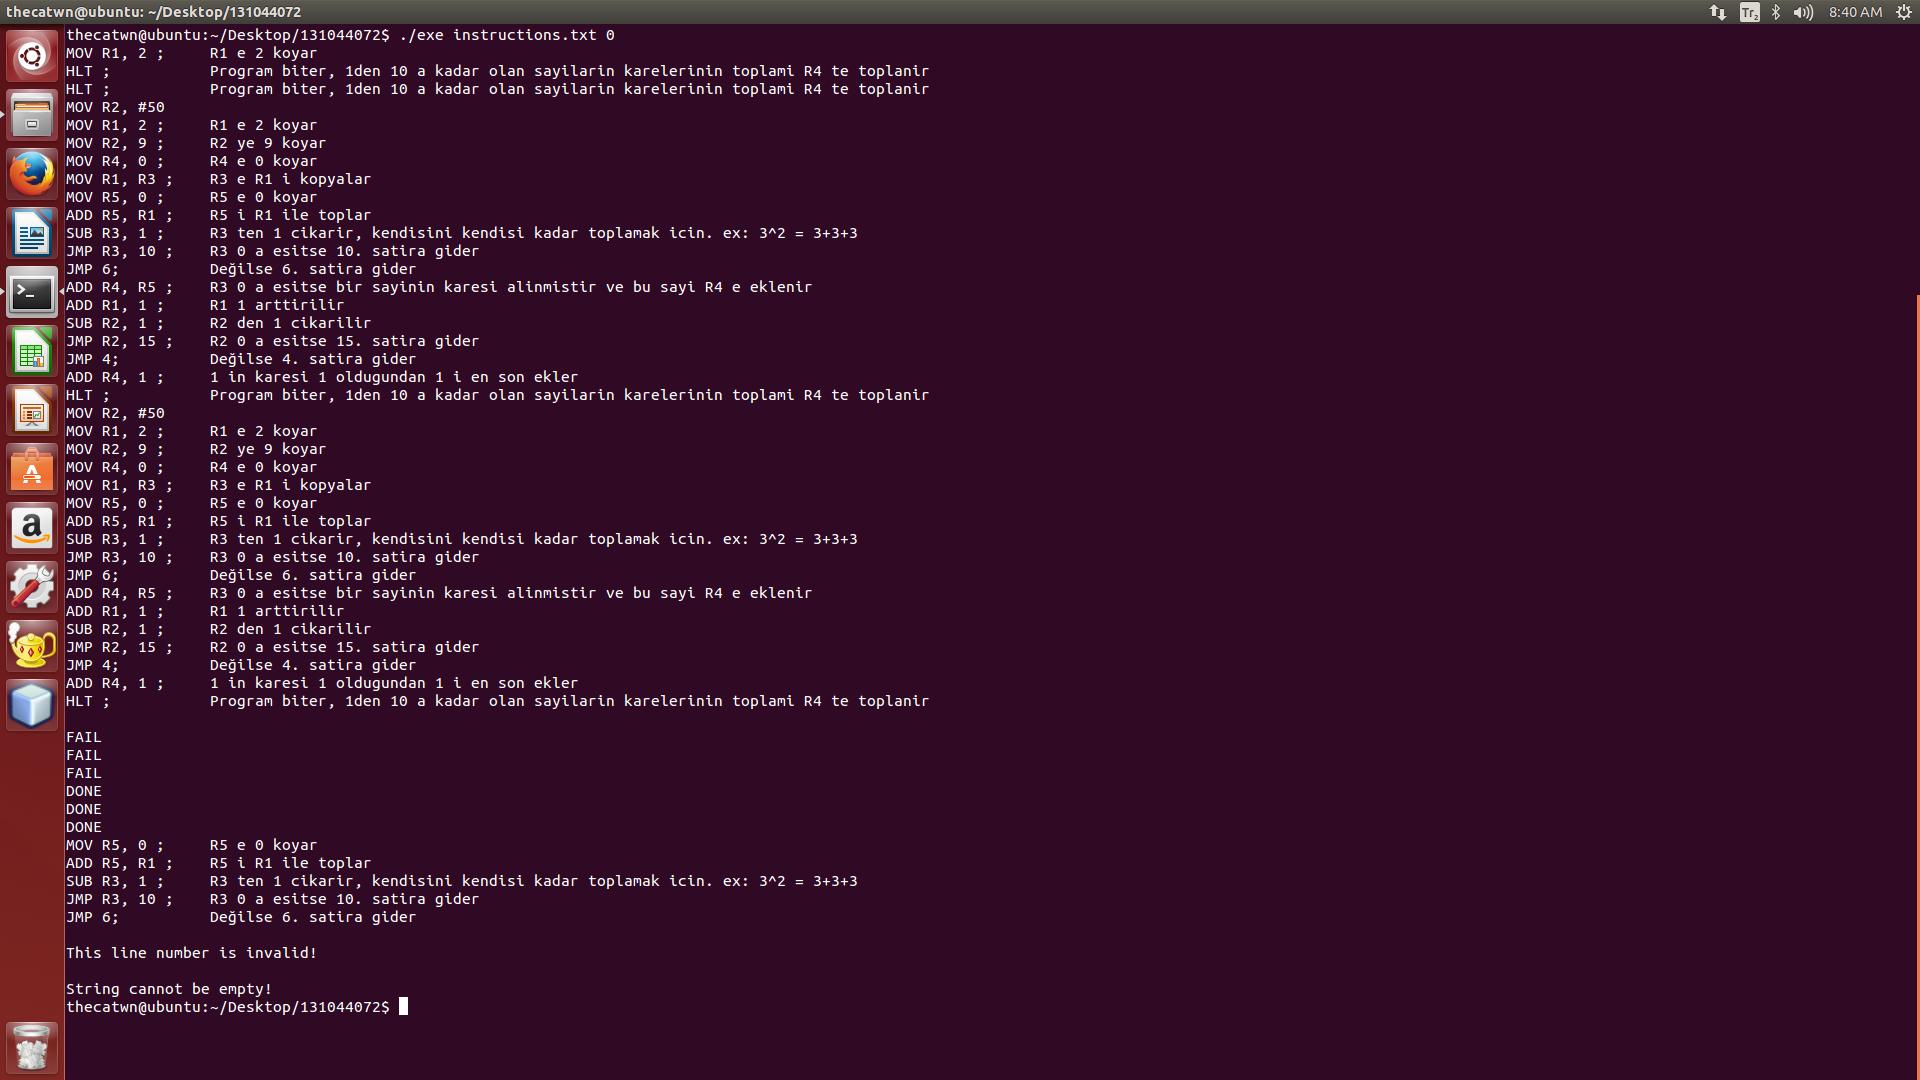 thecatwn@ubuntu: ~/Desktop/131044072
Tr2
8:40 AM
thecatwn@ubuntu:~/Desktop/131044072$ ./exe instructions.txt 0
MOV R1, 2 ;     R1 e 2 koyar
HLT ;           Program biter, 1den 10 a kadar olan sayilarin karelerinin toplami R4 te toplanir
HLT ;           Program biter, 1den 10 a kadar olan sayilarin karelerinin toplami R4 te toplanir
MOV R2, #50
MOV R1, 2 ;     R1 e 2 koyar
MOV R2, 9 ;     R2 ye 9 koyar
MOV R4, 0 ;     R4 e 0 koyar
MOV R1, R3 ;    R3 e R1 i kopyalar
MOV R5, 0 ;     R5 e 0 koyar
ADD R5, R1 ;    R5 i R1 ile toplar
SUB R3, 1 ;     R3 ten 1 cikarir, kendisini kendisi kadar toplamak icin. ex: 3^2 = 3+3+3
JMP R3, 10 ;    R3 0 a esitse 10. satira gider
JMP 6;          Değilse 6. satira gider
ADD R4, R5 ;    R3 0 a esitse bir sayinin karesi alinmistir ve bu sayi R4 e eklenir
ADD R1, 1 ;     R1 1 arttirilir
SUB R2, 1 ;     R2 den 1 cikarilir
JMP R2, 15 ;    R2 0 a esitse 15. satira gider
JMP 4;          Değilse 4. satira gider
ADD R4, 1 ;     1 in karesi 1 oldugundan 1 i en son ekler
HLT ;           Program biter, 1den 10 a kadar olan sayilarin karelerinin toplami R4 te toplanir
MOV R2, #50
MOV R1, 2 ;     R1 e 2 koyar
MOV R2, 9 ;     R2 ye 9 koyar
MOV R4, 0 ;     R4 e 0 koyar
MOV R1, R3 ;    R3 e R1 i kopyalar
MOV R5, 0 ;     R5 e 0 koyar
ADD R5, R1 ;    R5 i R1 ile toplar
SUB R3, 1 ;     R3 ten 1 cikarir, kendisini kendisi kadar toplamak icin. ex: 3^2 = 3+3+3
JMP R3, 10 ;    R3 0 a esitse 10. satira gider
JMP 6;          Değilse 6. satira gider
ADD R4, R5 ;    R3 0 a esitse bir sayinin karesi alinmistir ve bu sayi R4 e eklenir
ADD R1, 1 ;     R1 1 arttirilir
SUB R2, 1 ;     R2 den 1 cikarilir
JMP R2, 15 ;    R2 0 a esitse 15. satira gider
JMP 4;          Değilse 4. satira gider
ADD R4, 1 ;     1 in karesi 1 oldugundan 1 i en son ekler
HLT ;           Program biter, 1den 10 a kadar olan sayilarin karelerinin toplami R4 te toplanir
FAIL
FAIL
FAIL
DONE
DONE
DONE
MOV R5, 0 ;     R5 e 0 koyar
ADD R5, R1 ;    R5 i R1 ile toplar
SUB R3, 1 ;     R3 ten 1 cikarir, kendisini kendisi kadar toplamak icin. ex: 3^2 = 3+3+3
JMP R3, 10 ;    R3 0 a esitse 10. satira gider
JMP 6;          Değilse 6. satira gider
This line number is invalid!
String cannot be empty!
thecatwn@ubuntu:~/Desktop/131044072$